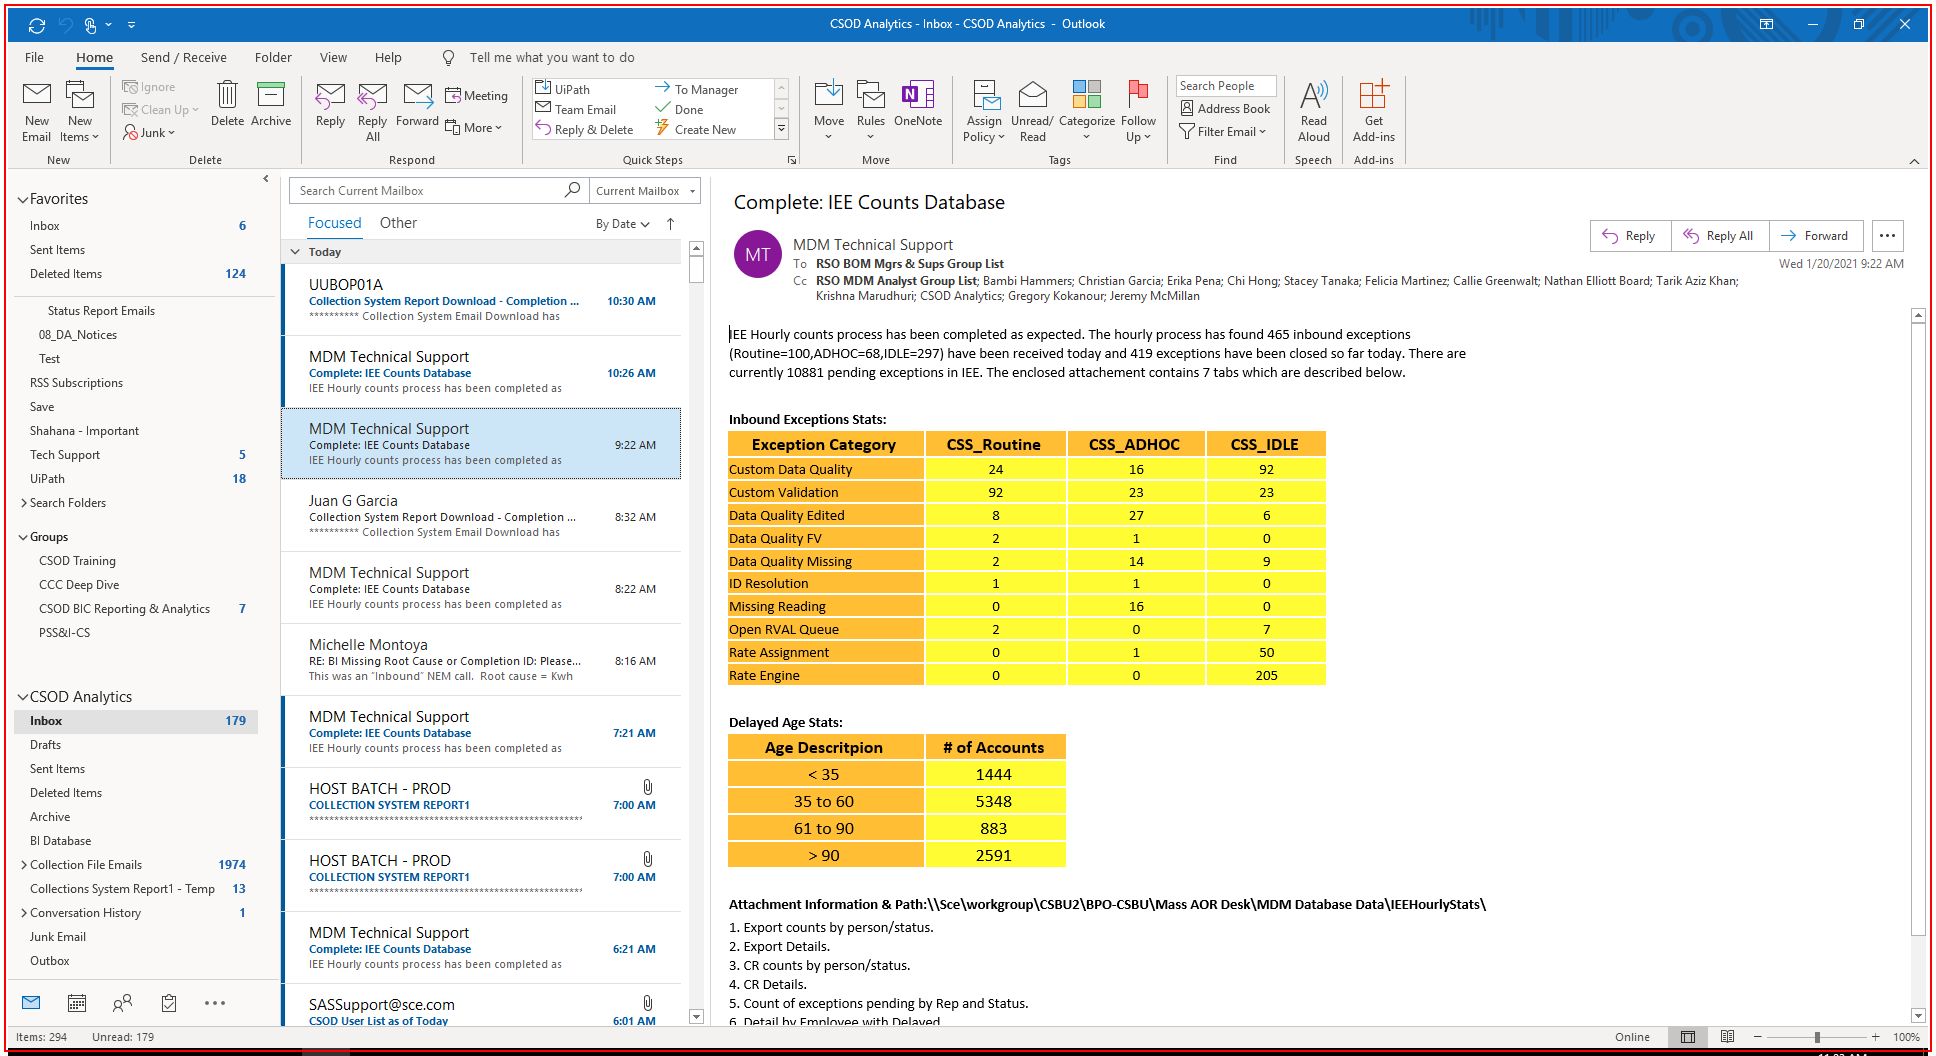 CSOD Analytics - Inbox - CSOD Analytics - Outlook
File Home Send / Receive Folder View Help Tell me what you want to do
New Email
New Items
New
Ignore
Clean Up
Junk
Delete
Archive
Delete
Reply
Reply All
Forward
Meeting
More
Respond
UiPath
Team Email
Reply & Delete
To Manager
Done
Create New
Quick Steps
Move
Rules
OneNote
Move
Assign Policy
Unread/ Read
Categorize
Follow Up
Tags
Search People
Address Book
Filter Email
Find
Read Aloud
Speech
Get Add-ins
Add-ins
Favorites
Inbox 6
Sent Items
Deleted Items 124
Status Report Emails
08_DA_Notices
Test
RSS Subscriptions
Save
Shahana - Important
Tech Support 5
UiPath 18
Search Folders
Groups
CSOD Training
CCC Deep Dive
CSOD BIC Reporting & Analytics 7
PSS&I-CS
CSOD Analytics
Inbox 179
Drafts
Sent Items
Deleted Items
Archive
BI Database
Collection File Emails 1974
Collections System Report1 - Temp 13
Conversation History 1
Junk Email
Outbox
Search Current Mailbox Current Mailbox
Focused Other By Date
Today
UUBOP01A
Collection System Report Download - Completion ... 10:30 AM
********** Collection System Email Download has
MDM Technical Support
Complete: IEE Counts Database 10:26 AM
IEE Hourly counts process has been completed as
MDM Technical Support
Complete: IEE Counts Database 9:22 AM
IEE Hourly counts process has been completed as
Juan G Garcia
Collection System Report Download - Completion ... 8:32 AM
********** Collection System Email Download has
MDM Technical Support
Complete: IEE Counts Database 8:22 AM
IEE Hourly counts process has been completed as
Michelle Montoya
RE: BI Missing Root Cause or Completion ID: Please... 8:16 AM
This was an "Inbound" NEM call. Root cause = Kwh
MDM Technical Support
Complete: IEE Counts Database 7:21 AM
IEE Hourly counts process has been completed as
HOST BATCH - PROD
COLLECTION SYSTEM REPORT1 7:00 AM
******************************************************
HOST BATCH - PROD
COLLECTION SYSTEM REPORT1 7:00 AM
******************************************************
MDM Technical Support
Complete: IEE Counts Database 6:21 AM
IEE Hourly counts process has been completed as
SASSupport@sce.com
CSOD User List as of Today 6:01 AM
Complete: IEE Counts Database
Reply Reply All Forward ...
MT
MDM Technical Support
To RSO BOM Mgrs & Sups Group List
Wed 1/20/2021 9:22 AM
Cc RSO MDM Analyst Group List; Bambi Hammers; Christian Garcia; Erika Pena; Chi Hong; Stacey Tanaka; Felicia Martinez; Callie Greenwalt; Nathan Elliott Board; Tarik Aziz Khan;
Krishna Marudhuri; CSOD Analytics; Gregory Kokanour; Jeremy McMillan
IEE Hourly counts process has been completed as expected. The hourly process has found 465 inbound exceptions
(Routine=100,ADHOC=68,IDLE=297) have been received today and 419 exceptions have been closed so far today. There are
currently 10881 pending exceptions in IEE. The enclosed attachement contains 7 tabs which are described below.
Inbound Exceptions Stats:
Exception Category CSS_Routine CSS_ADHOC CSS_IDLE
Custom Data Quality 24 16 92
Custom Validation 92 23 23
Data Quality Edited 8 27 6
Data Quality FV 2 1 0
Data Quality Missing 2 14 9
ID Resolution 1 1 0
Missing Reading 0 16 0
Open RVAL Queue 2 0 7
Rate Assignment 0 1 50
Rate Engine 0 0 205
Delayed Age Stats:
Age Descritpion # of Accounts
< 35 1444
35 to 60 5348
61 to 90 883
> 90 2591
Attachment Information & Path:\\Sce\workgroup\CSBU2\BPO-CSBU\Mass AOR Desk\MDM Database Data\IEEHourlyStats\
1. Export counts by person/status.
2. Export Details.
3. CR counts by person/status.
4. CR Details.
5. Count of exceptions pending by Rep and Status.
6. Detail by Employee with Delayed
Items: 294 Unread: 179 Online 100%